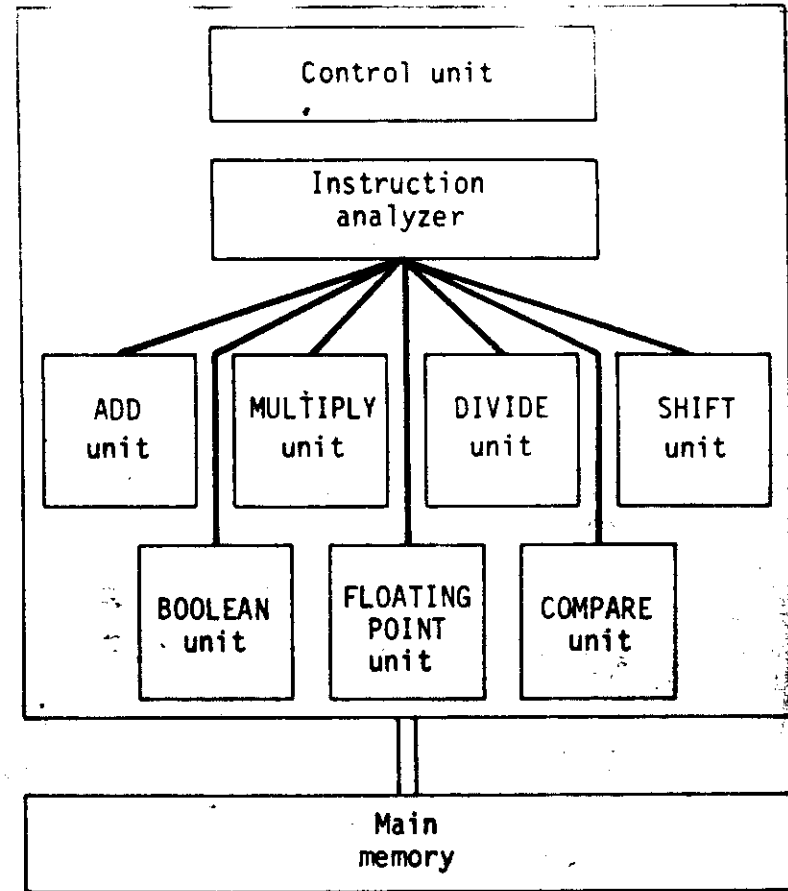 Control unit
Instruction
analyzer
ADD
unit
MULTIPLY
unit
DIVIDE
unit
SHIFT
unit
BOOLEAN
unit
FLOATING
POINT
unit
COMPARE
unit
Main
memory